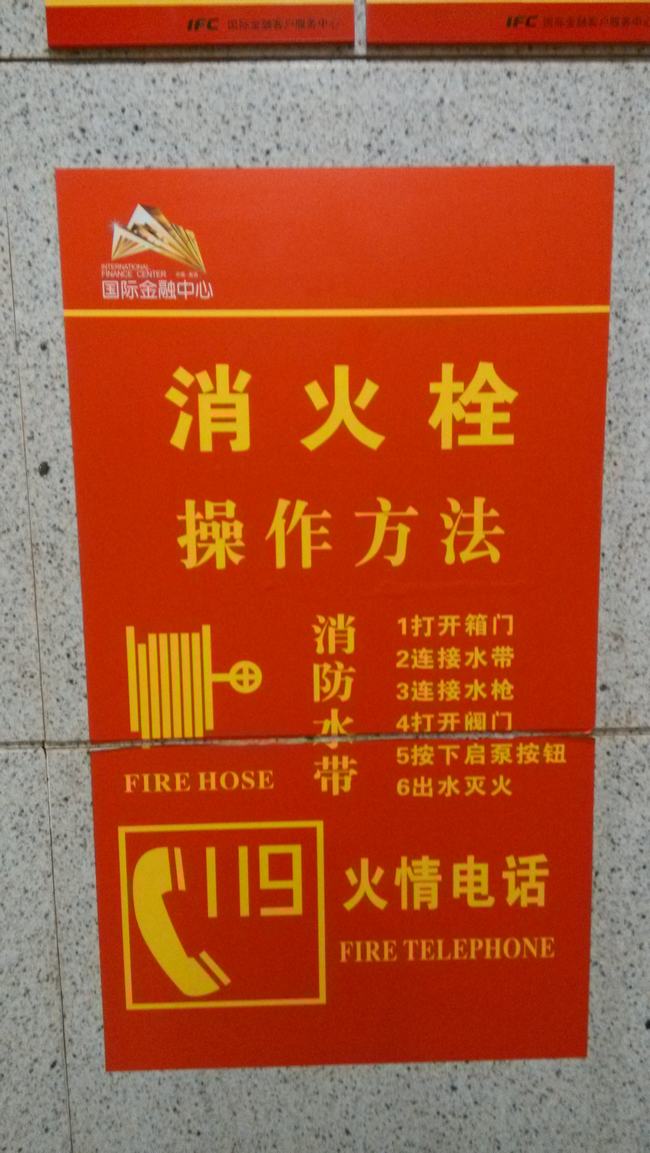 IFC 国际金融客户服务中心
IFC 国际金融客户服务中心
INTERNATIONAL
FINANCE CENTER
国际金融中心
消火栓
操作方法
消防水带
FIRE HOSE
1打开箱门
2连接水带
3连接水枪
4打开阀门
5按下启泵按钮
6出水灭火
119
火情电话
FIRE TELEPHONE